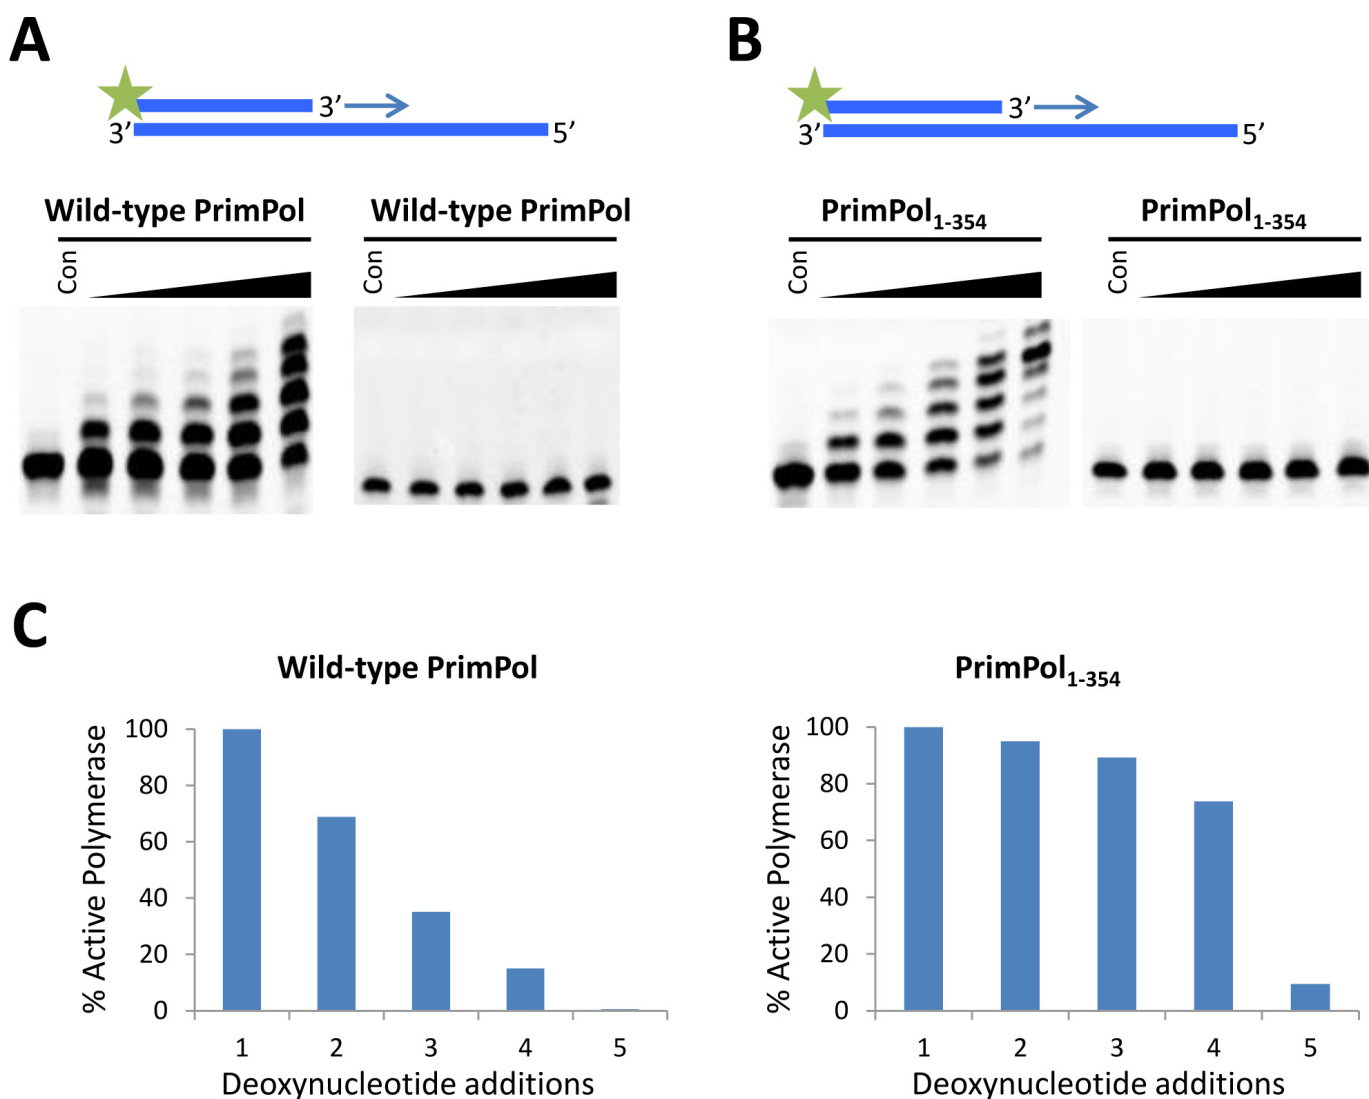 A
B
3’
3’
5’
3’
3’
5’
Wild-type PrimPol
Wild-type PrimPol
PrimPol1-354
PrimPol1-354
Con
Con
Con
Con
C
Wild-type PrimPol
% Active Polymerase
100
80
60
40
20
0
1 2 3 4 5
Deoxynucleotide additions
PrimPol1-354
% Active Polymerase
100
80
60
40
20
0
1 2 3 4 5
Deoxynucleotide additions